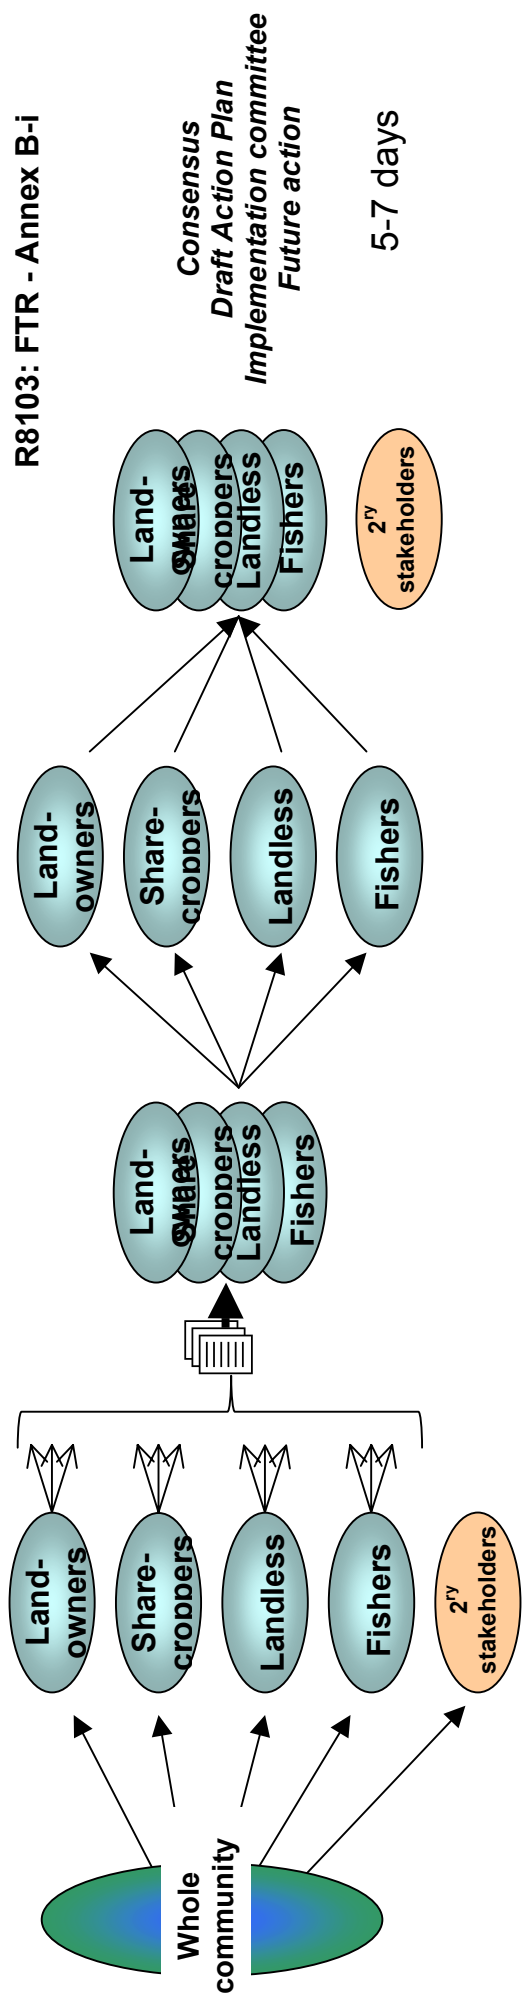 R8103: FTR - Annex B-i
Whole
community
Land-
owners
Share-
croppers
Landless
Fishers
2ry
stakeholders
Land-
owners
Share-
croppers
Landless
Fishers
Land-
owners
Share-
croppers
Landless
Fishers
Land-
owners
Share-
croppers
Landless
Fishers
2ry
stakeholders
Consensus
Draft Action Plan
Implementation committee
Future action
5-7 days